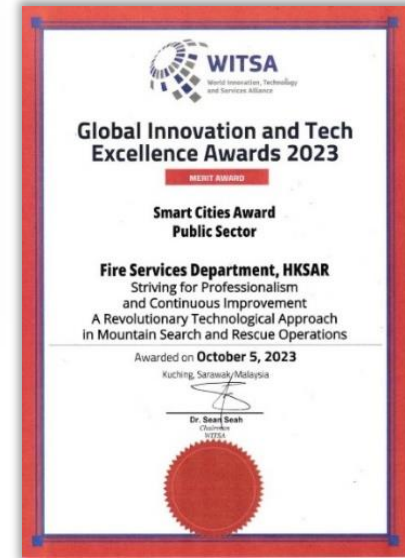 WITSA
World Innovation, Technology
and Services Alliance
Global Innovation and Tech
Excellence Awards 2023
MERIT AWARD
Smart Cities Award
Public Sector
Fire Services Department, HKSAR
Striving for Professionalism
and Continuous Improvement
A Revolutionary Technological Approach
in Mountain Search and Rescue Operations
Awarded on October 5, 2023
Kuching, Sarawak, Malaysia
Dr. Sean Seah
Chairman
WITSA